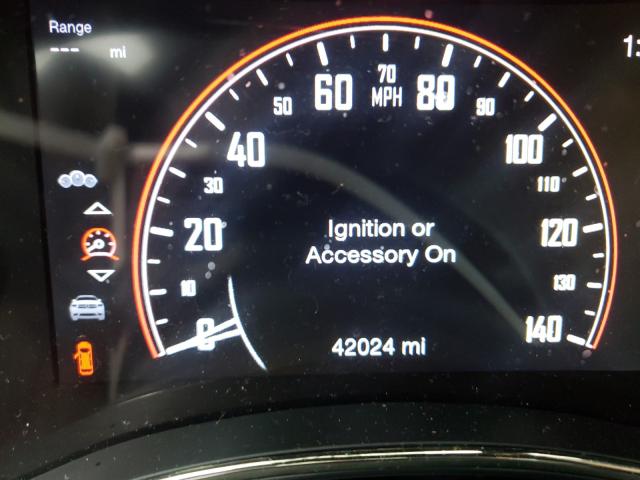 Range
--- mi
1:
70
60 MPH 80
50 90
40 100
30 110
20 120
Ignition or
Accessory On
10 130
0 140
42024 mi